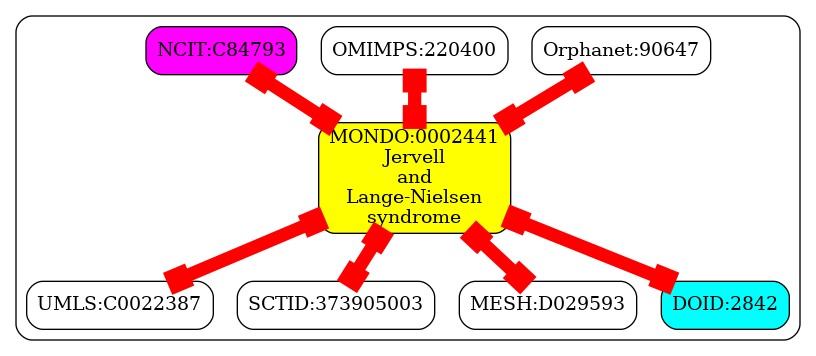 NCIT:C84793
OMIMPS:220400
Orphanet:90647
MONDO:0002441
Jervell
and
Lange-Nielsen
syndrome
UMLS:C0022387
SCTID:373905003
MESH:D029593
DOID:2842